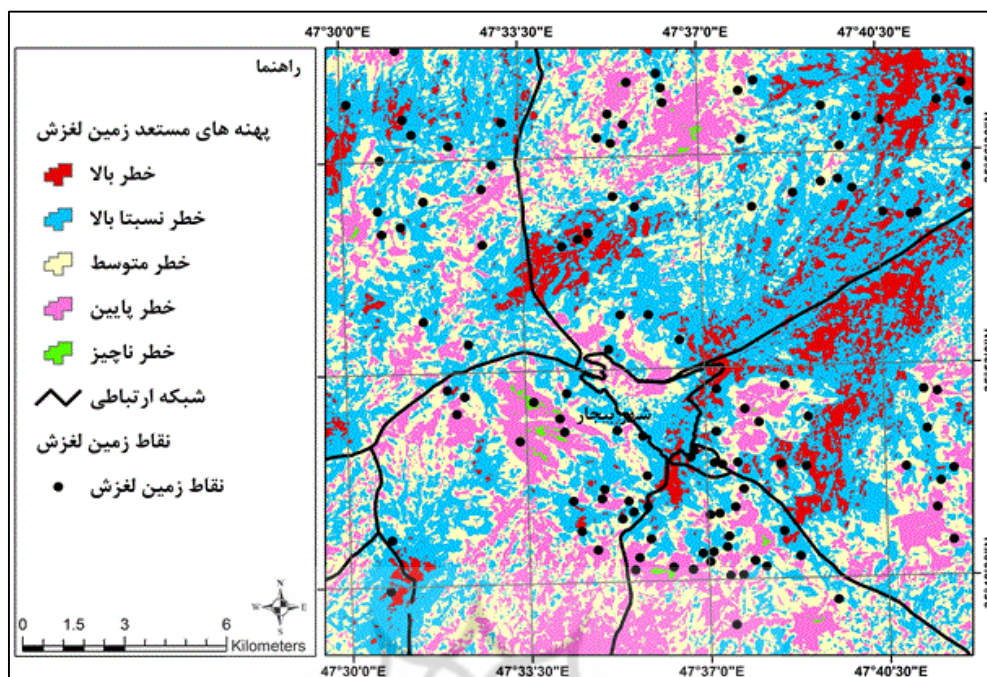 47°30'0"E 47°33'30"E 47°37'0"E 47°40'30"E
راهنما
پهنه های مستعد زمین لغزش
خطر بالا
خطر نسبتا بالا
خطر متوسط
خطر پایین
خطر ناچیز
شبکه ارتباطی
نقاط زمین لغزش
نقاط زمین لغزش
شهر بیجار
N
W E
S
0 1.5 3 6
Kilometers
47°30'0"E 47°33'30"E 47°37'0"E 47°40'30"E